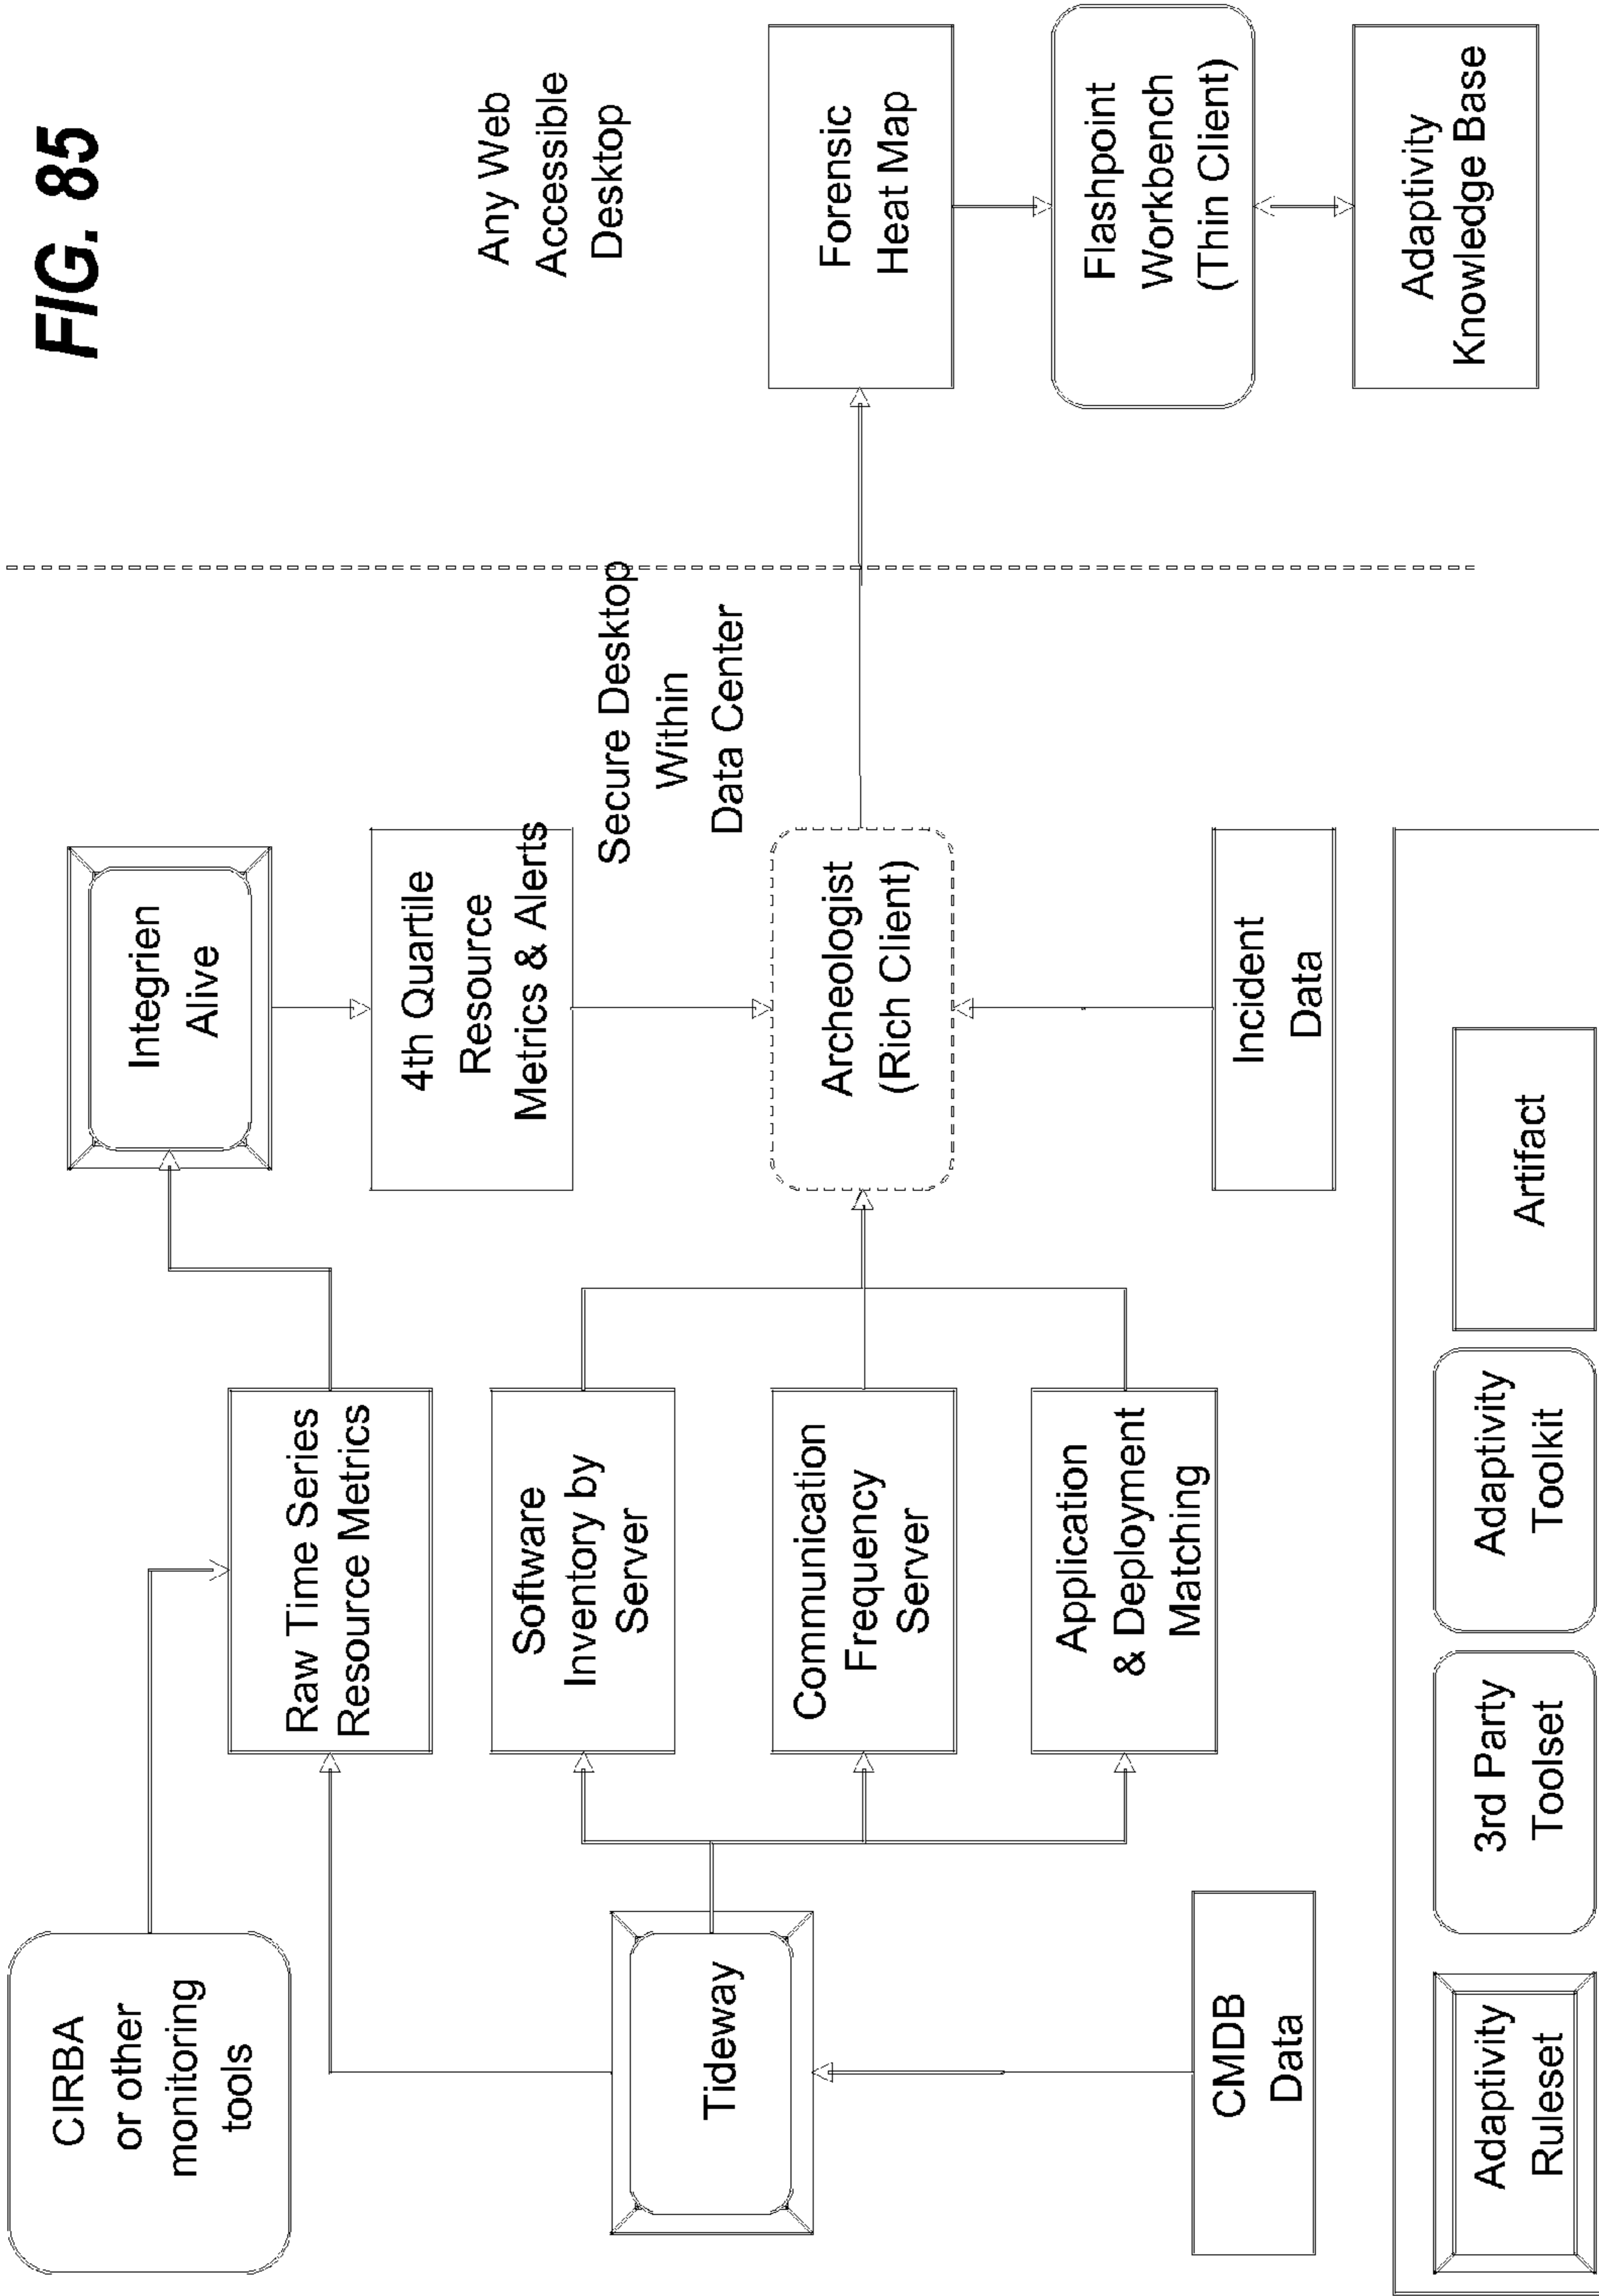 FIG. 85
CIRBA
or other
monitoring
tools
Raw Time Series
Resource Metrics
Integrien
Alive
4th Quartile
Resource
Metrics & Alerts
Any Web
Accessible
Desktop
Secure Desktop
Within
Data Center
Tideway
Software
Inventory by
Server
Communication
Frequency
Server
Application
& Deployment
Matching
Archeologist
(Rich Client)
Forensic
Heat Map
Flashpoint
Workbench
(Thin Client)
Adaptivity
Knowledge Base
CMDB
Data
Incident
Data
Adaptivity
Ruleset
3rd Party
Toolset
Adaptivity
Toolkit
Artifact